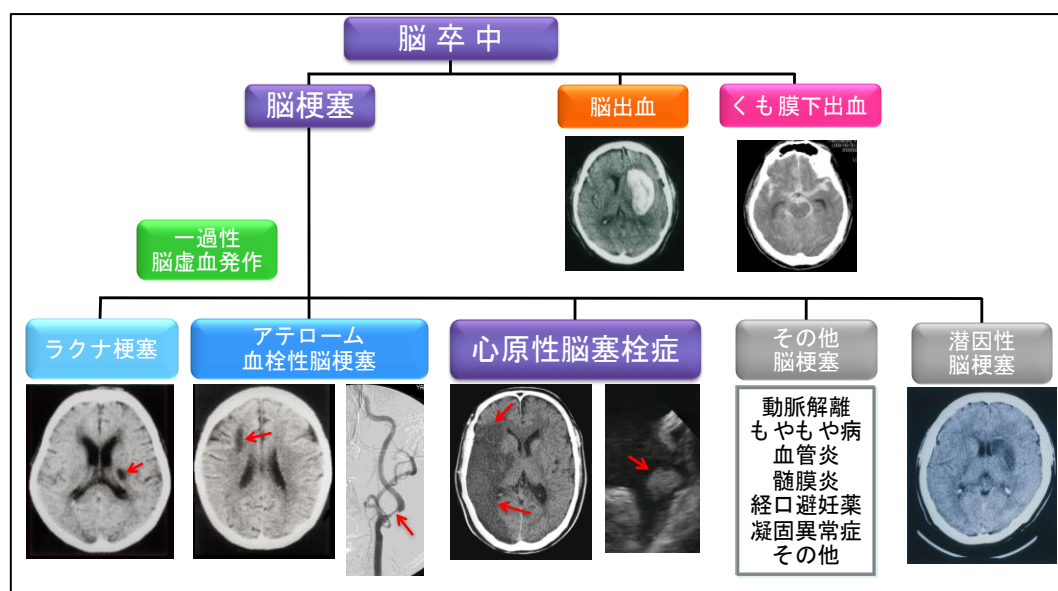 脳 卒 中
脳梗塞
脳出血
くも膜下出血
一過性
脳虚血発作
ラクナ梗塞
アテローム
血栓性脳梗塞
心原性脳塞栓症
その他
脳梗塞
潜因性
脳梗塞
動脈解離
もやもや病
血管炎
髄膜炎
経口避妊薬
凝固異常症
その他